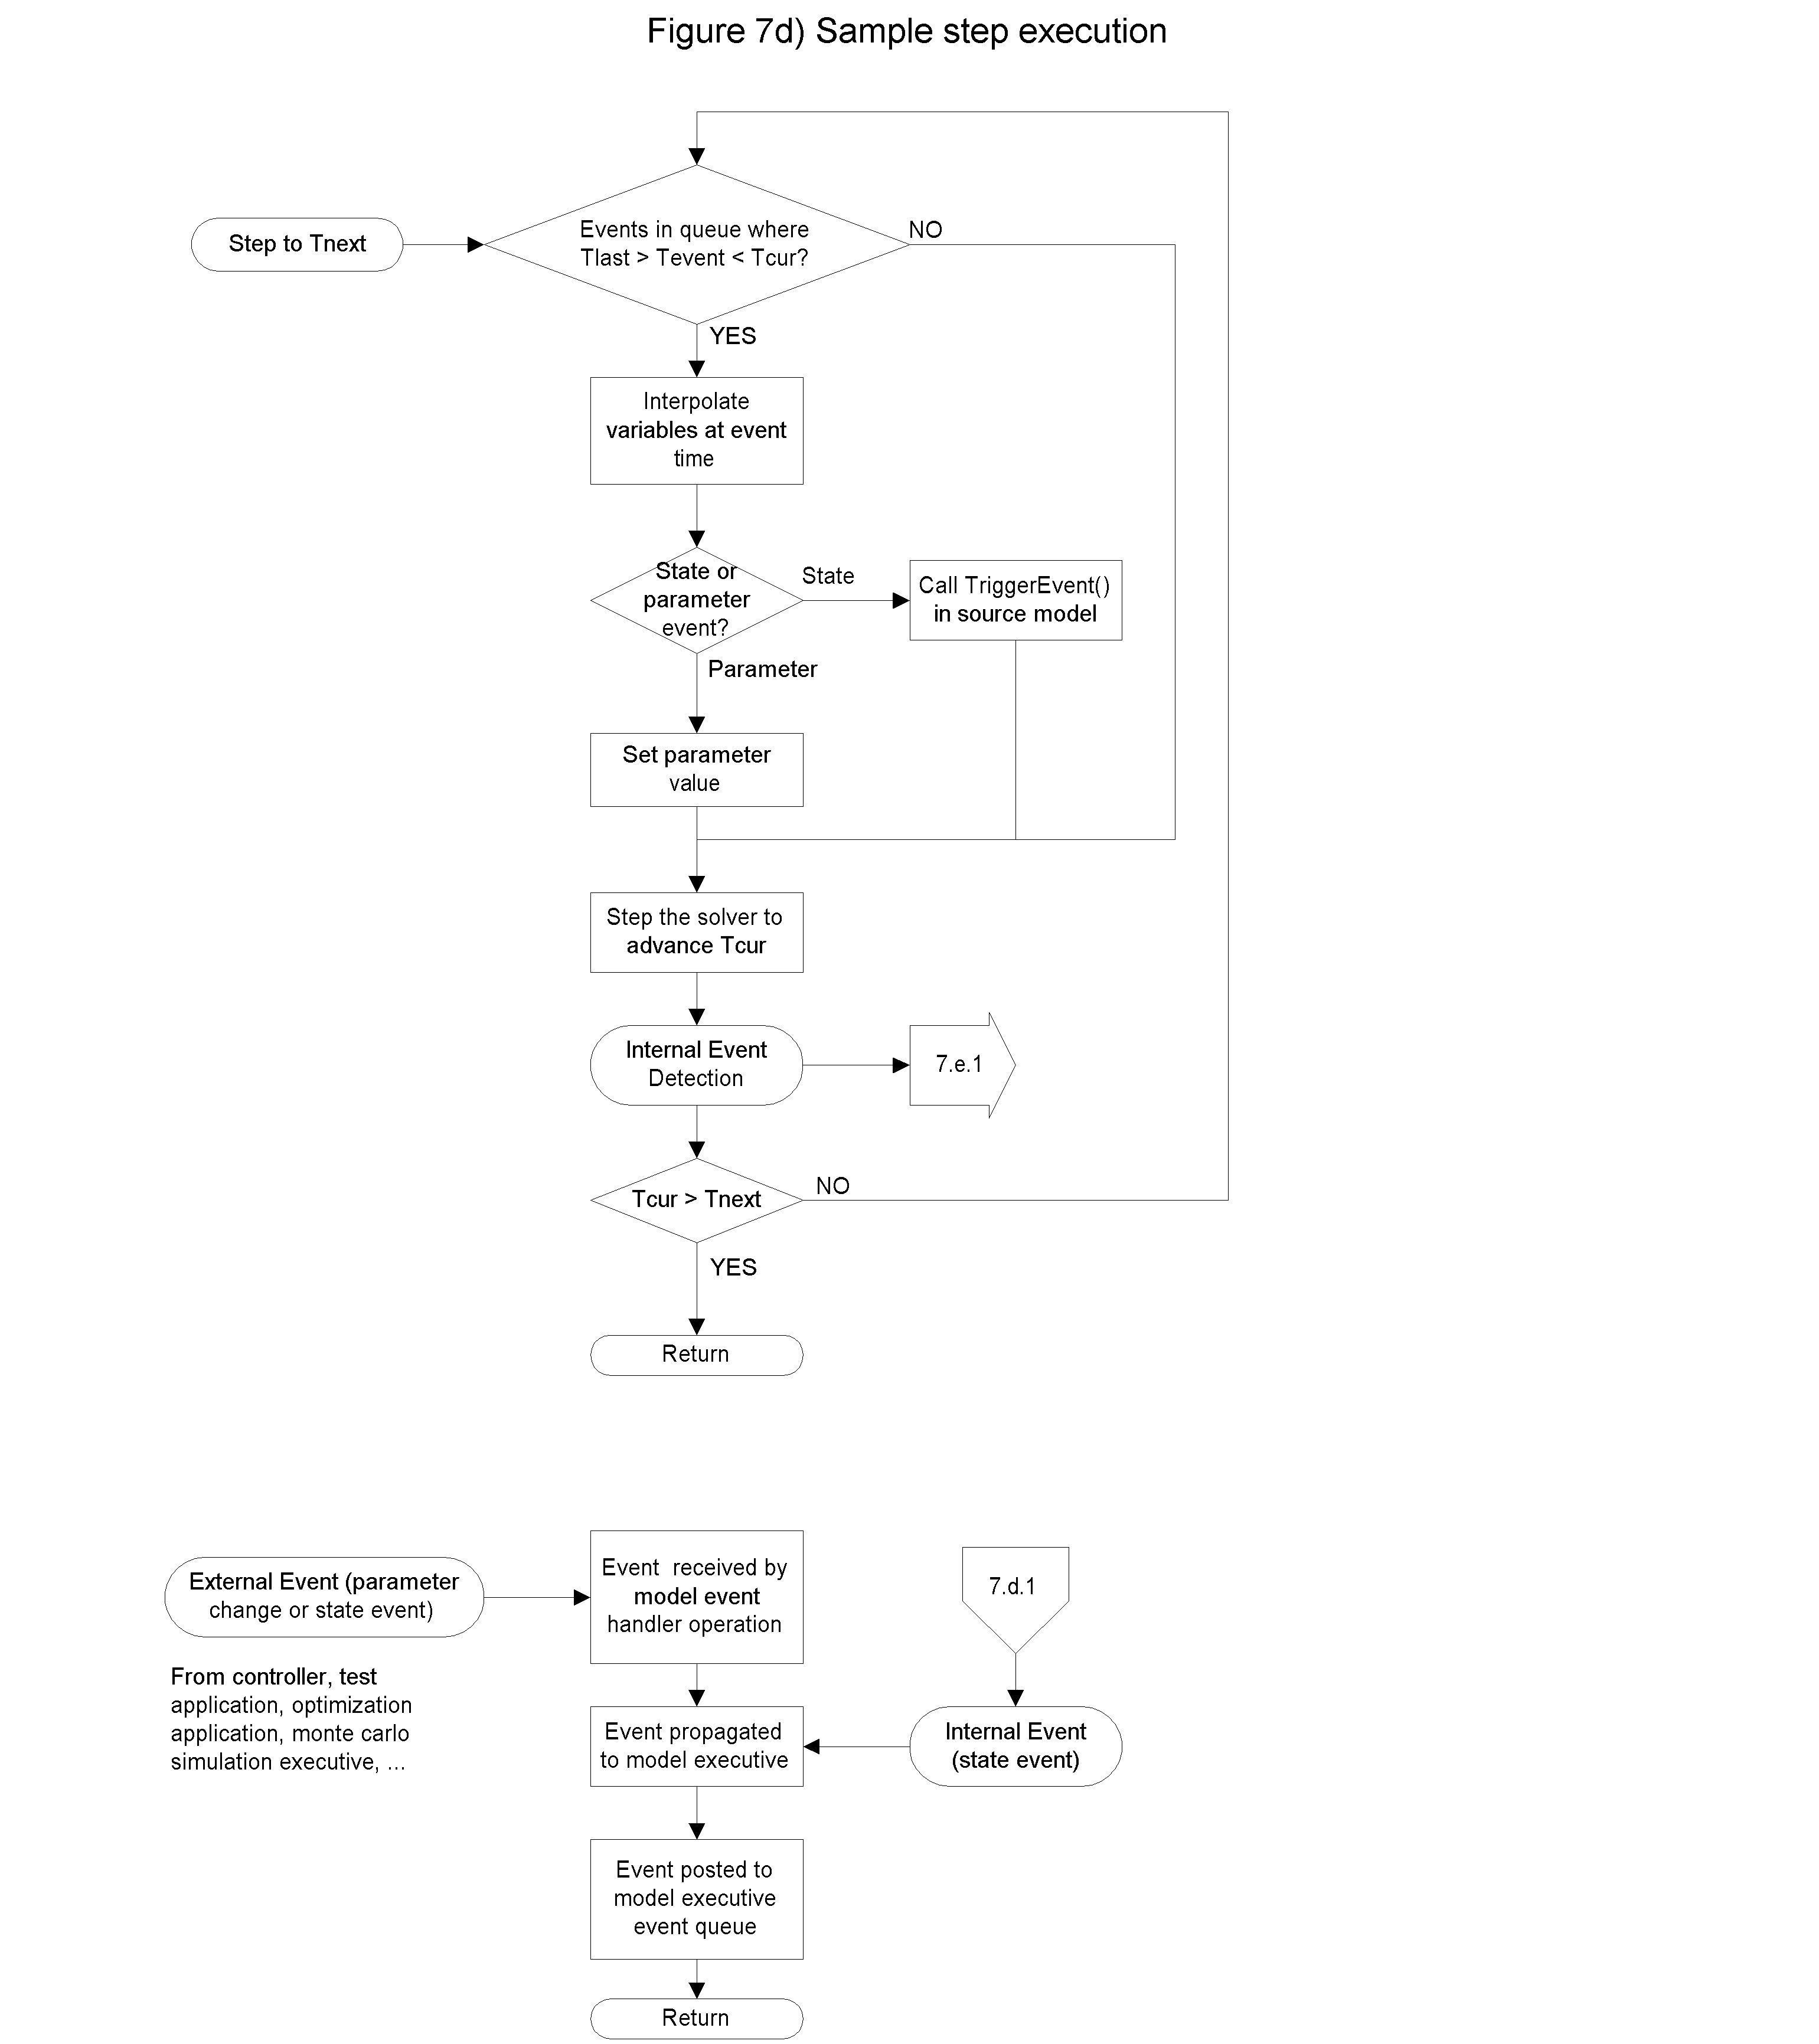 Figure 7d) Sample step execution
Step to Tnext
Events in queue where
Tlast > Tevent < Tcur?
NO
YES
Interpolate
variables at event
time
State or
parameter
event?
State
Call TriggerEvent()
in source model
Parameter
Set parameter
value
Step the solver to
advance Tcur
Internal Event
Detection
7.e.1
Tcur > Tnext
NO
YES
Return
External Event (parameter
change or state event)
From controller, test
application, optimization
application, monte carlo
simulation executive, ...
Event received by
model event
handler operation
7.d.1
Event propagated
to model executive
Internal Event
(state event)
Event posted to
model executive
event queue
Return